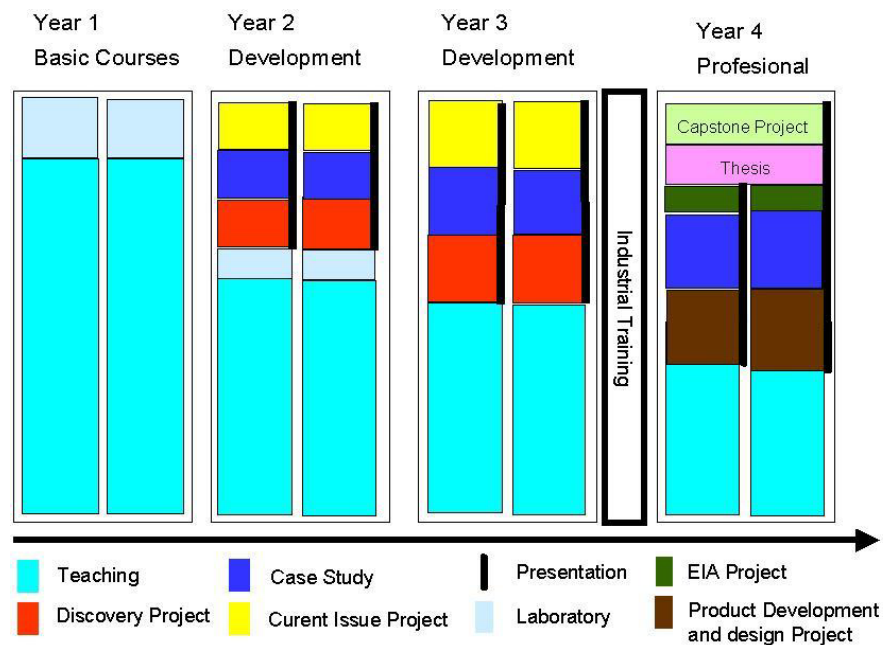 Year 1
Basic Courses
Year 2
Development
Year 3
Development
Year 4
Profesional
Capstone Project
Thesis
Industrial Training
Teaching
Case Study
Presentation
EIA Project
Discovery Project
Curent Issue Project
Laboratory
Product Development
and design Project